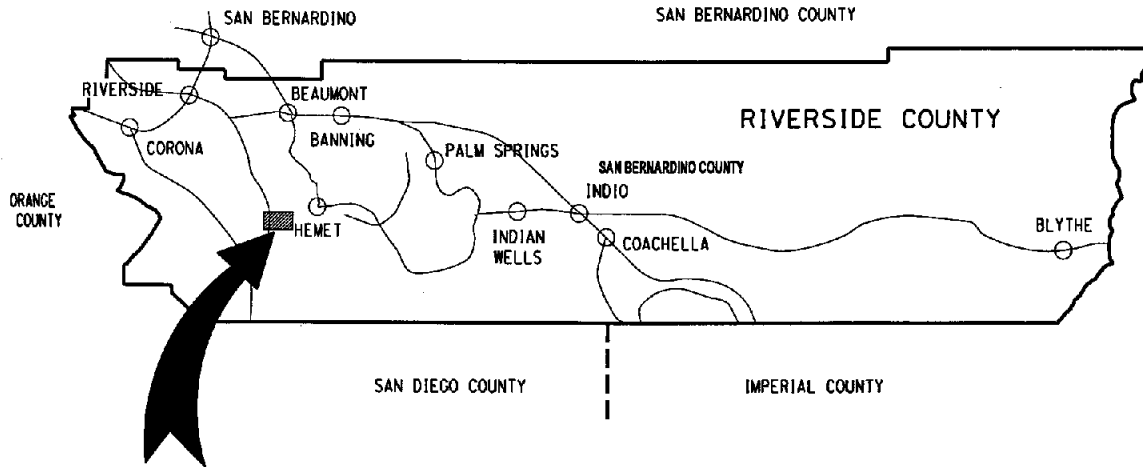 SAN BERNARDINO
SAN BERNARDINO COUNTY
RIVERSIDE
BEAUMONT
RIVERSIDE COUNTY
CORONA
BANNING
PALM SPRINGS
SAN BERNARDINO COUNTY
INDIO
ORANGE
COUNTY
HEMET
INDIAN
WELLS
COACHELLA
BLYTHE
SAN DIEGO COUNTY
IMPERIAL COUNTY